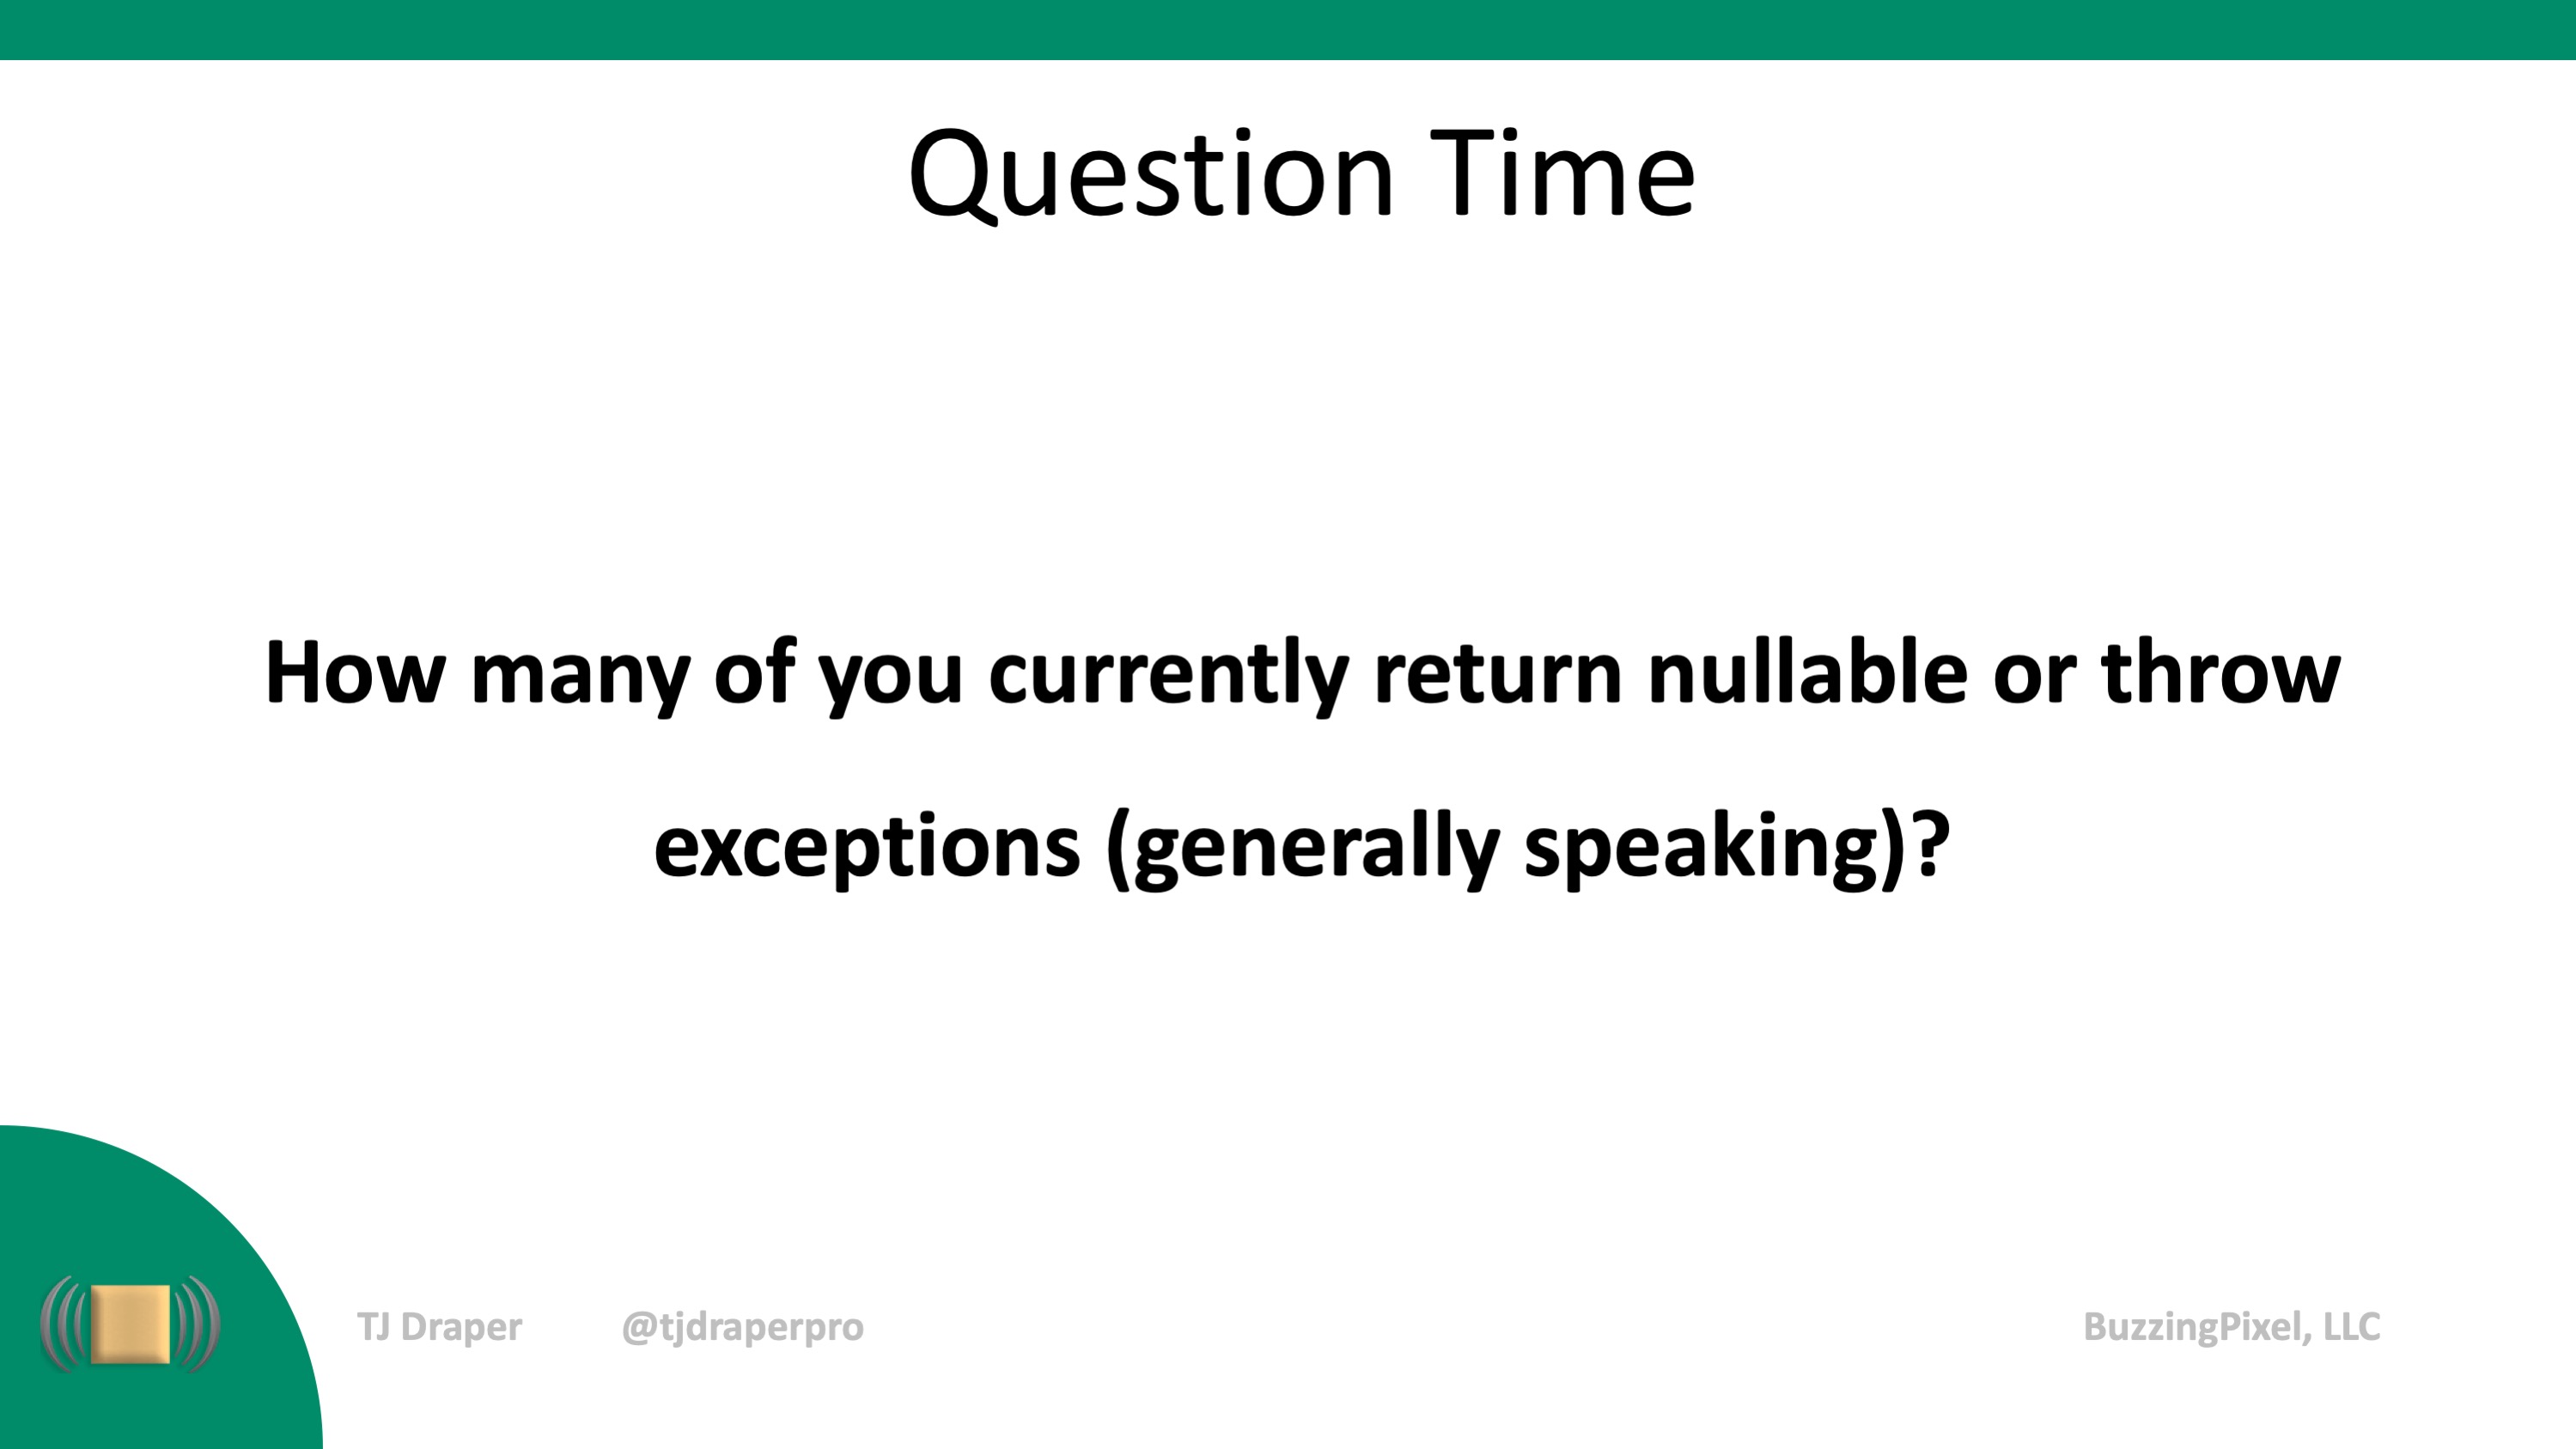 Question Time
How many of you currently return nullable or throw
exceptions (generally speaking)?
TJ Draper @tjdraperpro BuzzingPixel, LLC